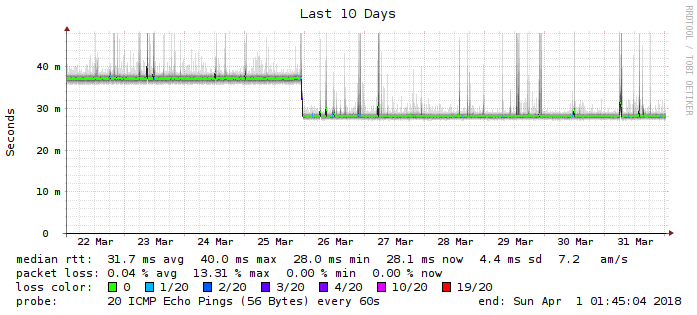 Last 10 Days
RRDTOOL / TOBI OETIKER
Seconds
40 m
30 m
20 m
10 m
0
22 Mar 23 Mar 24 Mar 25 Mar 26 Mar 27 Mar 28 Mar 29 Mar 30 Mar 31 Mar
median rtt: 31.7 ms avg 40.0 ms max 28.0 ms min 28.1 ms now 4.4 ms sd 7.2 am/s
packet loss: 0.04 % avg 13.31 % max 0.00 % min 0.00 % now
loss color: 0 1/20 2/20 3/20 4/20 10/20 19/20
probe: 20 ICMP Echo Pings (56 Bytes) every 60s end: Sun Apr 1 01:45:04 2018